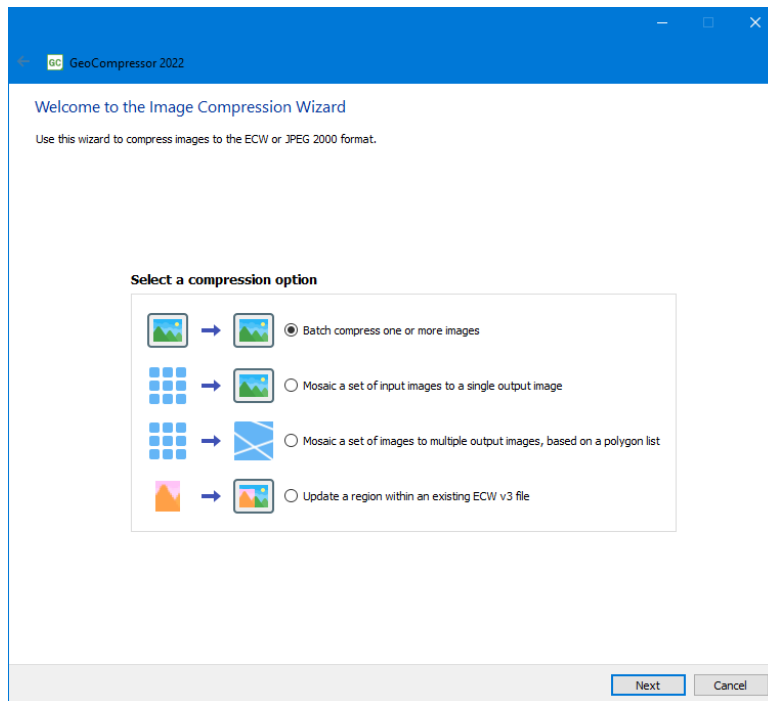 GC GeoCompressor 2022
Welcome to the Image Compression Wizard
Use this wizard to compress images to the ECW or JPEG 2000 format.
Select a compression option
Batch compress one or more images
Mosaic a set of input images to a single output image
Mosaic a set of images to multiple output images, based on a polygon list
Update a region within an existing ECW v3 file
Next Cancel